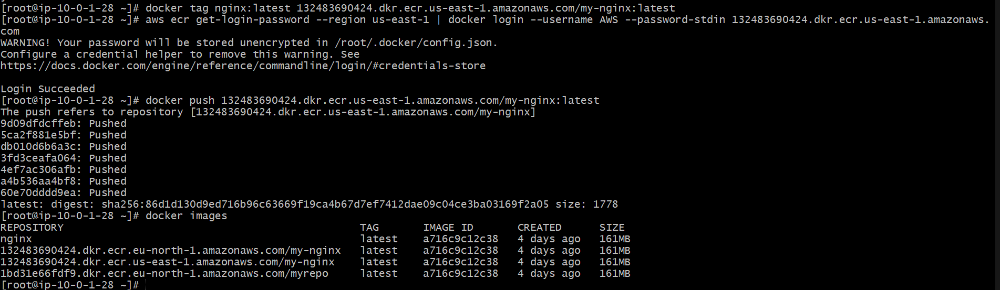 [root@ip-10-0-1-28 ~]# docker tag nginx:latest 132483690424.dkr.ecr.us-east-1.amazonaws.com/my-nginx:latest
[root@ip-10-0-1-28 ~]# aws ecr get-login-password --region us-east-1 | docker login --username AWS --password-stdin 132483690424.dkr.ecr.us-east-1.amazonaws.
com
WARNING! Your password will be stored unencrypted in /root/.docker/config.json.
Configure a credential helper to remove this warning. See
https://docs.docker.com/engine/reference/commandline/login/#credentials-store

Login Succeeded
[root@ip-10-0-1-28 ~]# docker push 132483690424.dkr.ecr.us-east-1.amazonaws.com/my-nginx:latest
The push refers to repository [132483690424.dkr.ecr.us-east-1.amazonaws.com/my-nginx]
9d09dfdcffeb: Pushed
5ca2f881e5bf: Pushed
db010d6b6a3c: Pushed
3fd3ceafa064: Pushed
4ef7ac306afb: Pushed
a4b536aa4bf8: Pushed
60e70dddd9ea: Pushed
latest: digest: sha256:86d1d130d9ed716b96c63669f19ca4b67d7ef7412dae09c04ce3ba03169f2a05 size: 1778
[root@ip-10-0-1-28 ~]# docker images
REPOSITORY TAG IMAGE ID CREATED SIZE
nginx latest a716c9c12c38 4 days ago 161MB
132483690424.dkr.ecr.eu-north-1.amazonaws.com/my-nginx latest a716c9c12c38 4 days ago 161MB
132483690424.dkr.ecr.us-east-1.amazonaws.com/my-nginx latest a716c9c12c38 4 days ago 161MB
1bd31e66fdf9.dkr.ecr.eu-north-1.amazonaws.com/myrepo latest a716c9c12c38 4 days ago 161MB
[root@ip-10-0-1-28 ~]#